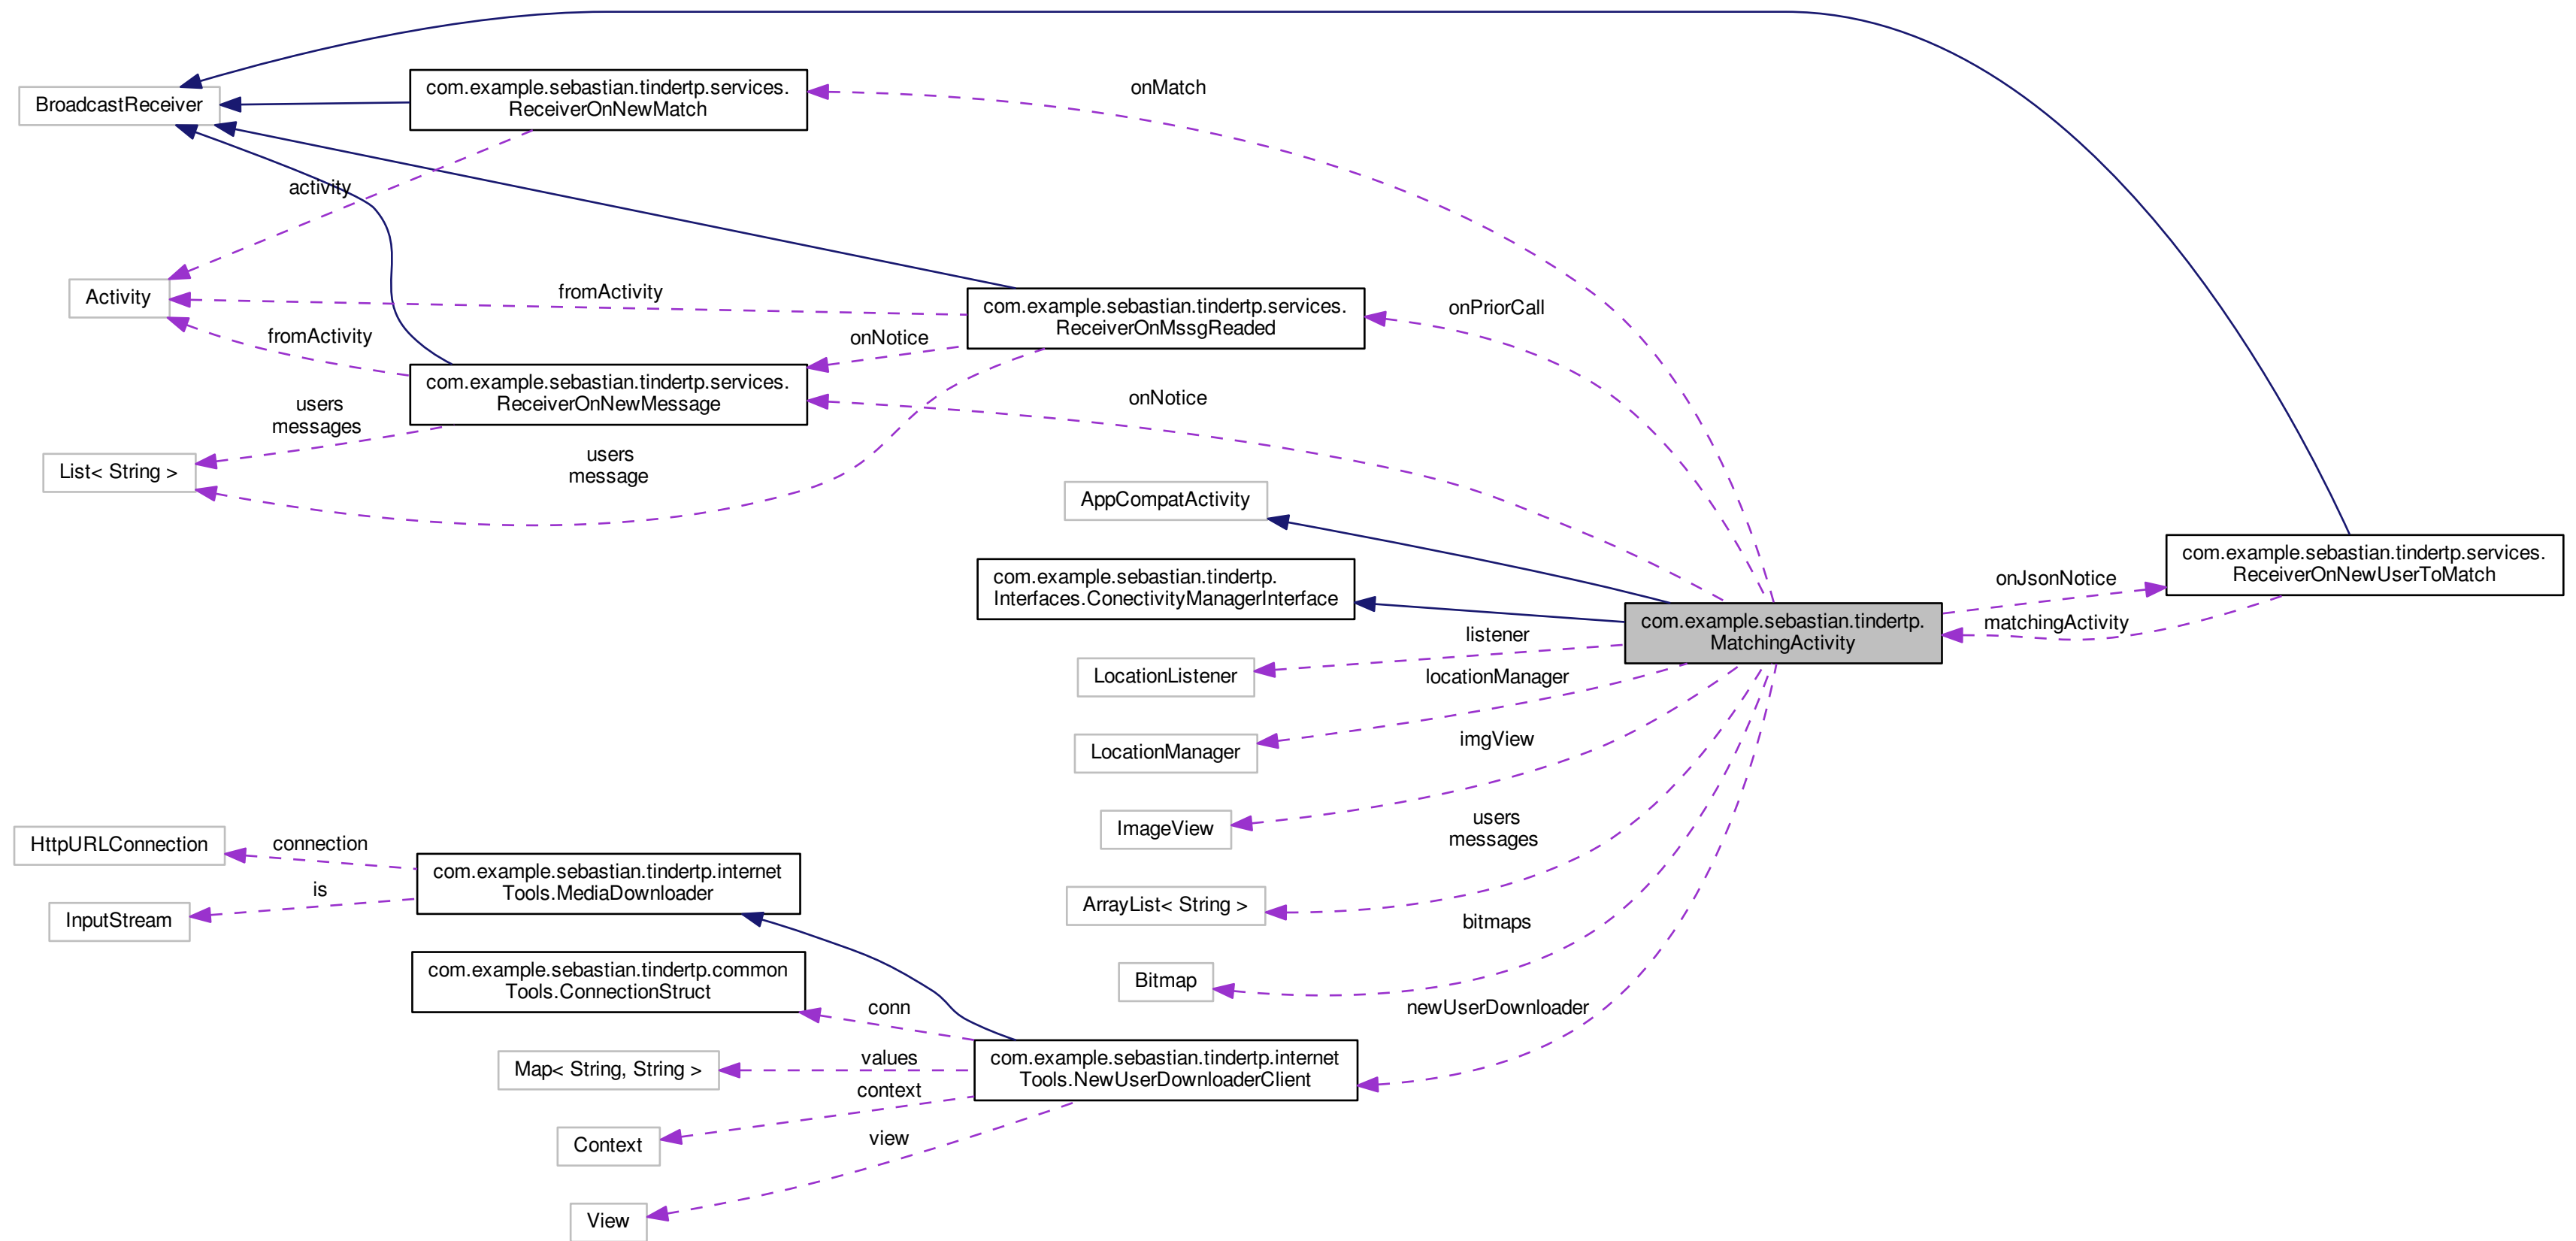 onMatch
com.example.sebastian.tindertp.services.
ReceiverOnNewMatch
BroadcastReceiver
activity
Activity
fromActivity
com.example.sebastian.tindertp.services.
ReceiverOnMssgReaded
onPriorCall
fromActivity
onNotice
com.example.sebastian.tindertp.services.
ReceiverOnNewMessage
onNotice
users
messages
List< String >
users
message
AppCompatActivity
com.example.sebastian.tindertp.
Interfaces.ConectivityManagerInterface
com.example.sebastian.tindertp.services.
ReceiverOnNewUserToMatch
onJsonNotice
matchingActivity
com.example.sebastian.tindertp.
MatchingActivity
listener
LocationListener
locationManager
LocationManager
imgView
ImageView
users
messages
ArrayList< String >
bitmaps
Bitmap
newUserDownloader
HttpURLConnection
connection
com.example.sebastian.tindertp.internet
Tools.MediaDownloader
is
InputStream
com.example.sebastian.tindertp.common
Tools.ConnectionStruct
conn
com.example.sebastian.tindertp.internet
Tools.NewUserDownloaderClient
values
Map< String, String >
context
Context
view
View